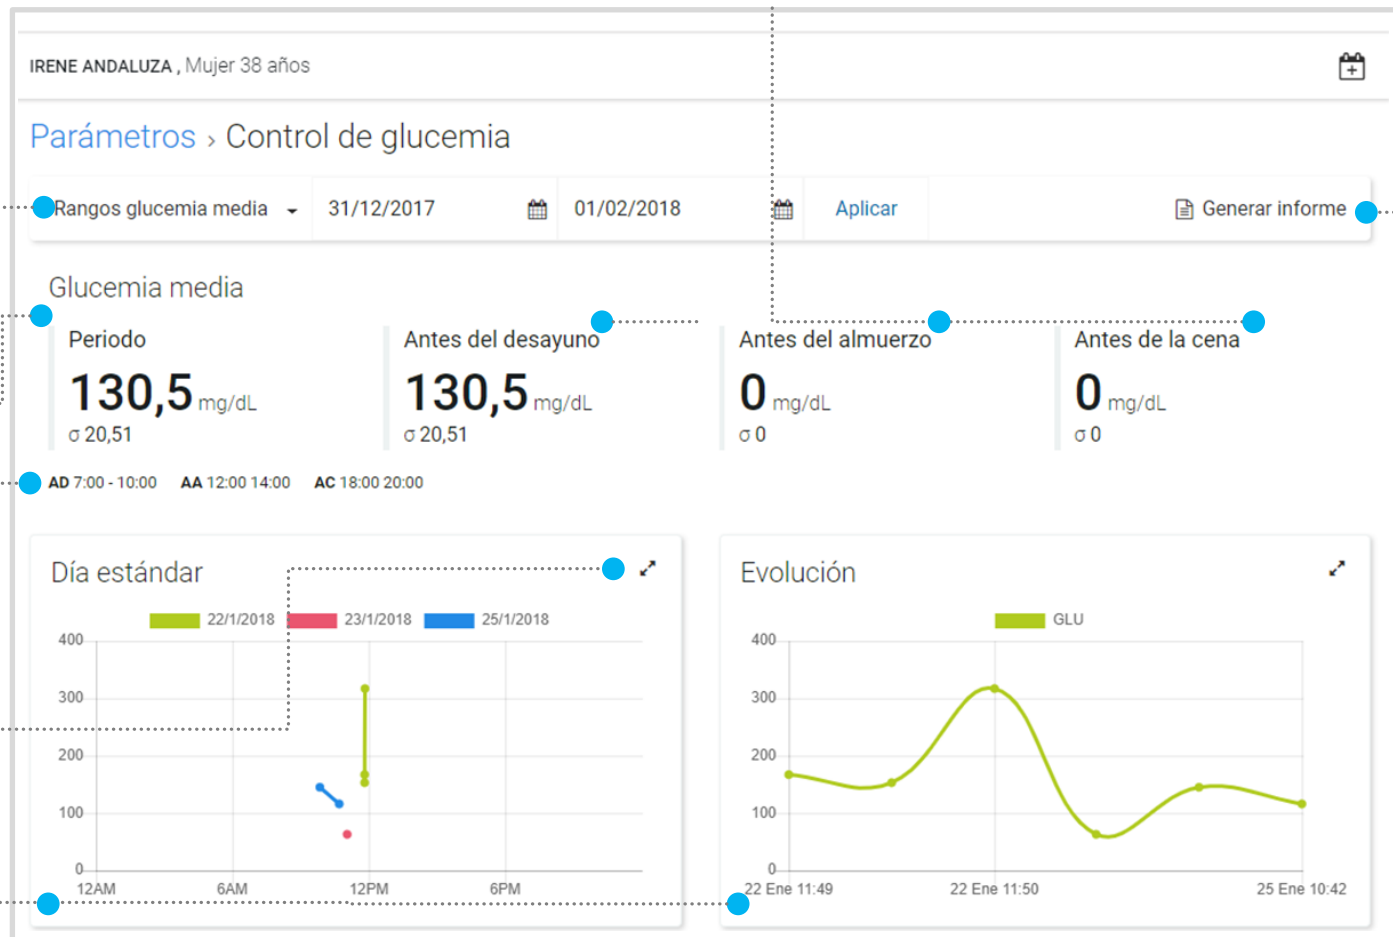 IRENE ANDALUZA , Mujer 38 años
Parámetros › Control de glucemia
Rangos glucemia media 31/12/2017 01/02/2018 Aplicar Generar informe
Glucemia media
Periodo Antes del desayuno Antes del almuerzo Antes de la cena
130,5 mg/dL 130,5 mg/dL 0 mg/dL 0 mg/dL
σ 20,51 σ 20,51 σ 0 σ 0
AD 7:00 - 10:00 AA 12:00 14:00 AC 18:00 20:00
Día estándar
22/1/2018 23/1/2018 25/1/2018
400
300
200
100
0
12AM 6AM 12PM 6PM
Evolución
GLU
400
300
200
100
0
22 Ene 11:49 22 Ene 11:50 25 Ene 10:42